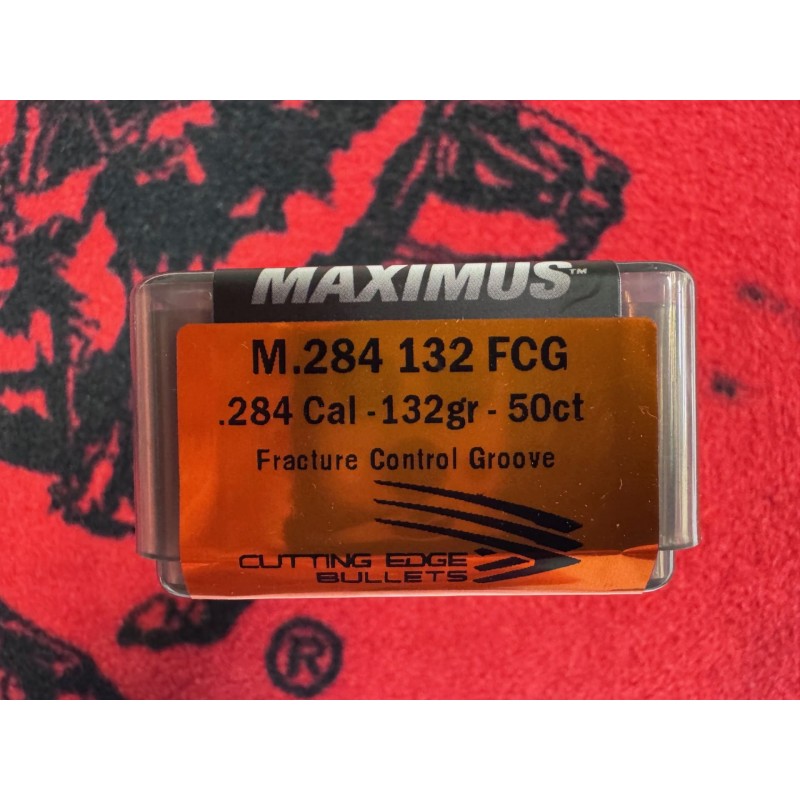 MAXIMUS™
M.284 132 FCG
.284 Cal - 132gr - 50ct
Fracture Control Groove
CUTTING EDGE
BULLETS
®